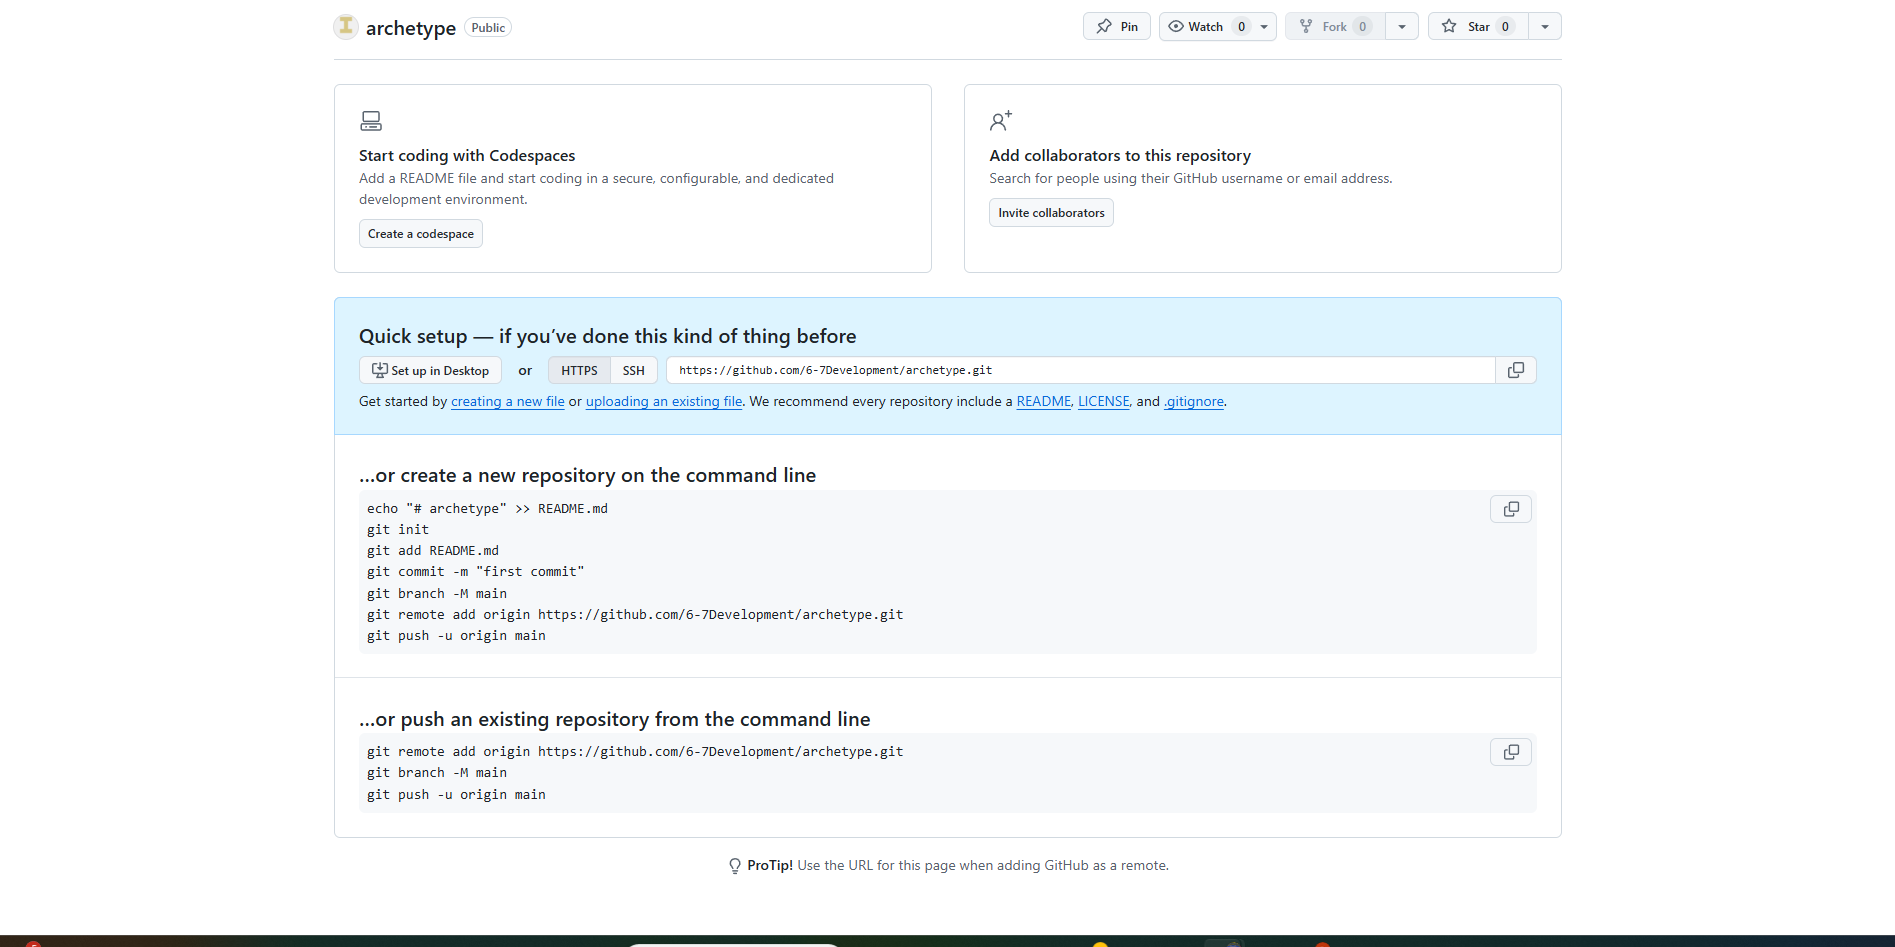 archetype Public Pin Watch 0 Fork 0 Star 0
Start coding with Codespaces
Add a README file and start coding in a secure, configurable, and dedicated
development environment.
Create a codespace
Add collaborators to this repository
Search for people using their GitHub username or email address.
Invite collaborators
Quick setup — if you’ve done this kind of thing before
Set up in Desktop or HTTPS SSH https://github.com/6-7Development/archetype.git
Get started by creating a new file or uploading an existing file. We recommend every repository include a README, LICENSE, and .gitignore.
…or create a new repository on the command line
echo "# archetype" >> README.md
git init
git add README.md
git commit -m "first commit"
git branch -M main
git remote add origin https://github.com/6-7Development/archetype.git
git push -u origin main
…or push an existing repository from the command line
git remote add origin https://github.com/6-7Development/archetype.git
git branch -M main
git push -u origin main
ProTip! Use the URL for this page when adding GitHub as a remote.